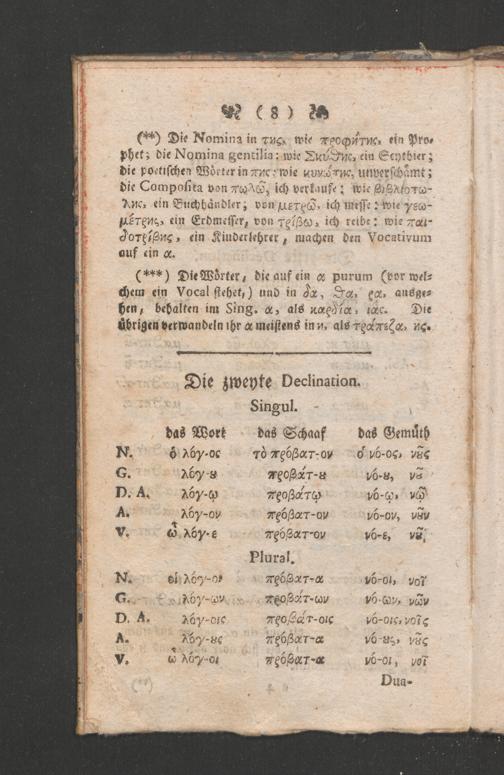 ( 8 )
(**) Die Nomina in της, wie προφήτης, ein Pro-
phet; die Nomina gentilia: wie Σκύθης, ein Scythier;
die poetischen Wörter in πης: wie κυνώπης, unverschämt;
die Composita von πωλῶ, ich verkaufe: wie βιβλιοπώ-
λης, ein Buchhändler; von μετρῶ, ich messe: wie γεω-
μέτρης, ein Erdmesser, von τρίβω, ich reibe: wie παι-
δοτρίβης, ein Kinderlehrer, machen den Vocativum
auf ein α.
(***) Die Wörter, die auf ein α purum (vor wel-
chem ein Vocal stehet,) und in δα, θα, ρα, ausge-
hen, behalten im Sing. α, als καρδία, ίας. Die
übrigen verwandeln ihr α meistens in η, als τράπεζα, ης.
Die zweyte Declination.
Singul.
das Wort das Schaaf das Gemüth
N. ὁ λόγ-ος τὸ πρόβατ-ον ὁ νό-ος, νοῦς
G. λόγ-ου προβάτ-ου νό-ου, νοῦ
D. A. λόγ-ῳ προβάτῳ νό-ῳ, νῷ
A. λόγ-ον πρόβατ-ον νό-ον, νοῦν
V. ὦ λόγ-ε πρόβατ-ον νό-ε, νοῦ,
Plural.
N. οἱ λόγ-οι πρόβατ-α νό-οι, νοῖ
G. λόγ-ων προβάτ-ων νό-ων, νῶν
D. A. λόγ-οις προβάτ-οις νό-οις, νοῖς
A. λόγ-ους πρόβατ-α νό-ους, νοῦς
V. ὦ λόγ-οι πρόβατ-α νό-οι, νοῖ
Dua-